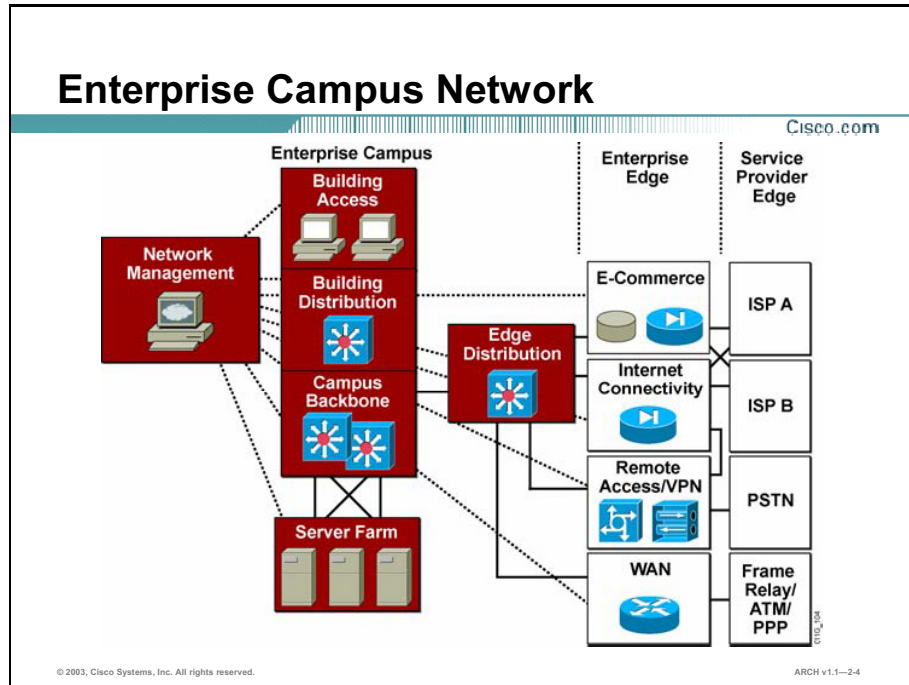 Enterprise Campus Network
Cisco.com
Enterprise Campus
Building
Access
Network
Management
Building
Distribution
Campus
Backbone
Server Farm
Edge
Distribution
Enterprise
Edge
E-Commerce
Internet
Connectivity
Remote
Access/VPN
WAN
Service
Provider
Edge
ISP A
ISP B
PSTN
Frame
Relay/
ATM/
PPP
011G_104
© 2003, Cisco Systems, Inc. All rights reserved.
ARCH v1.1—2-4